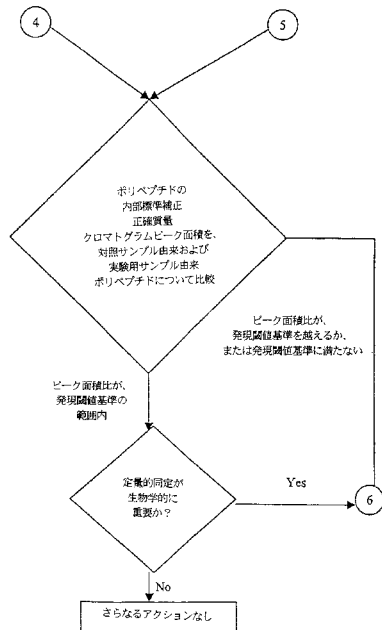 4
5
ポリペプチドの
内部標準補正
正確質量
クロマトグラムピーク面積を、
対照サンプル由来および
実験用サンプル由来
ポリペプチドについて比較
ピーク面積比が、
発現閾値基準を越えるか、
または発現閾値基準に満たない
ピーク面積比が、
発現閾値基準の
範囲内
定量的同定が
生物学的に
重要か？
Yes
6
No
さらなるアクションなし